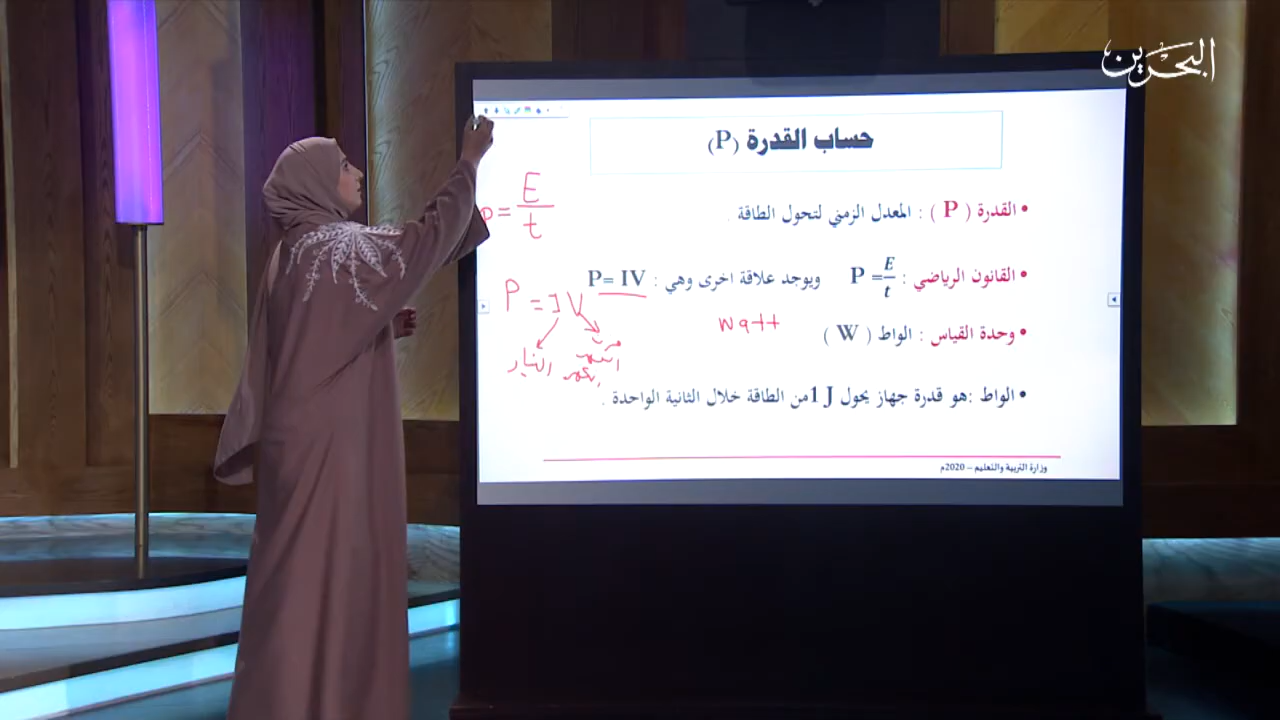 البحرين
حساب القدرة (P)
• القدرة ( P ) : المعدل الزمني لتحول الطاقة .
• القانون الرياضي : P =E/t ويوجد علاقة اخرى وهي : P= IV
• وحدة القياس : الواط ( W )
• الواط :هو قدرة جهاز يحول 1 J من الطاقة خلال الثانية الواحدة .
وزارة التربية والتعليم – 2020م
= E/t
P = IV
التيار
watt